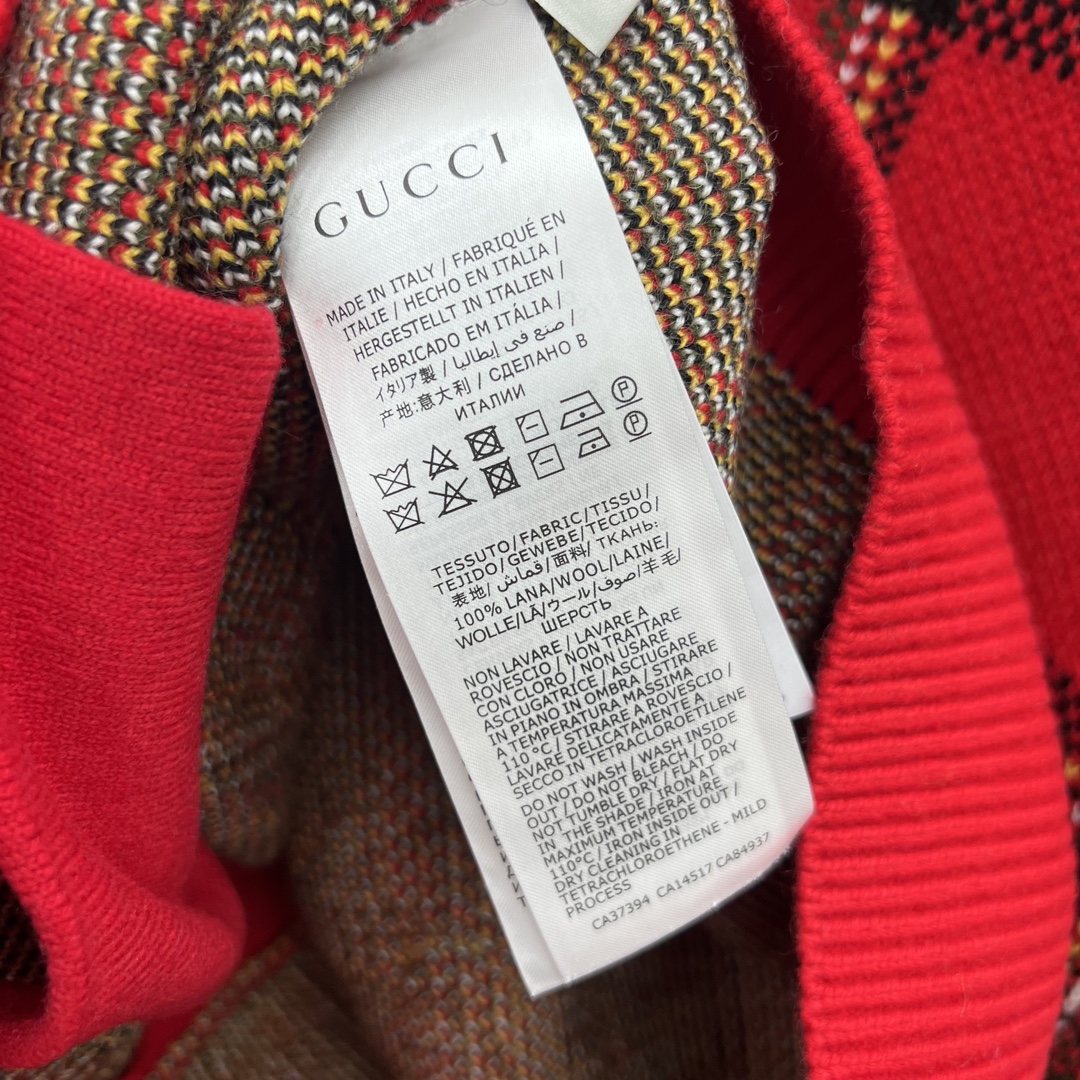 GUCCI
MADE IN ITALY / FABRIQUÉ EN
ITALIE / HECHO EN ITALIA /
HERGESTELLT IN ITALIEN /
FABRICADO EM ITÁLIA /
イタリア製 / صنع في إيطاليا /
产地:意大利 / СДЕЛАНО В
ИТАЛИИ
P
P
TESSUTO/FABRIC/TISSU/
TEJIDO/GEWEBE/TECIDO/
表地/ قماش/面料/ ТКАНЬ:
100% LANA/WOOL/LAINE/
WOLLE/LÃ/ウール/صوف/羊毛/
ШЕРСТЬ
NON LAVARE / LAVARE A
ROVESCIO / NON TRATTARE
CON CLORO / NON USARE
ASCIUGATRICE / ASCIUGARE
IN PIANO IN OMBRA / STIRARE
A TEMPERATURA MASSIMA
110 °C / STIRARE A ROVESCIO /
LAVARE DELICATAMENTE A
SECCO IN TETRACLOROETILENE
DO NOT WASH / WASH INSIDE
OUT / DO NOT BLEACH / DO
NOT TUMBLE DRY / FLAT DRY
IN THE SHADE / IRON AT
MAXIMUM TEMPERATURE
110°C / IRON INSIDE OUT /
DRY CLEANING IN
TETRACHLOROETHENE - MILD
PROCESS
CA37394 CA14517 CA84937